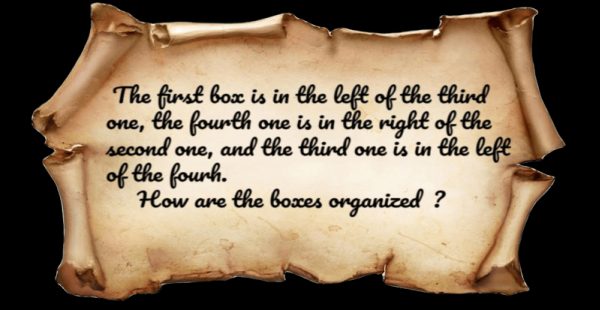 The first box is in the left of the third
one, the fourth one is in the right of the
second one, and the third one is in the left
of the fourh.
How are the boxes organized ?